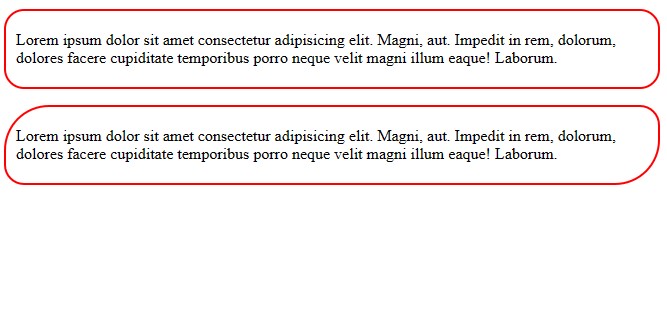 Lorem ipsum dolor sit amet consectetur adipisicing elit. Magni, aut. Impedit in rem, dolorum,
dolores facere cupiditate temporibus porro neque velit magni illum eaque! Laborum.
Lorem ipsum dolor sit amet consectetur adipisicing elit. Magni, aut. Impedit in rem, dolorum,
dolores facere cupiditate temporibus porro neque velit magni illum eaque! Laborum.